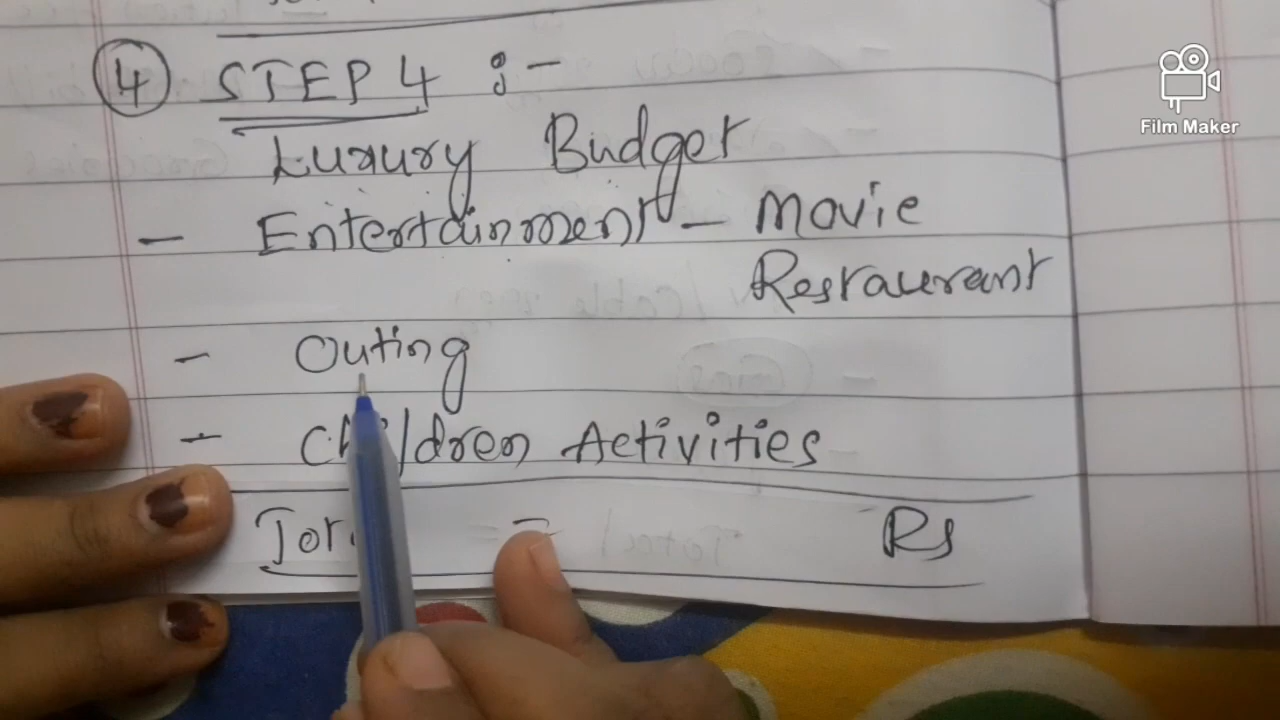 ④ STEP 4 :-
Luxury Budget
- Entertainment - Movie
Restaurant
- Outing
- Children Activities
= Rs
Film Maker